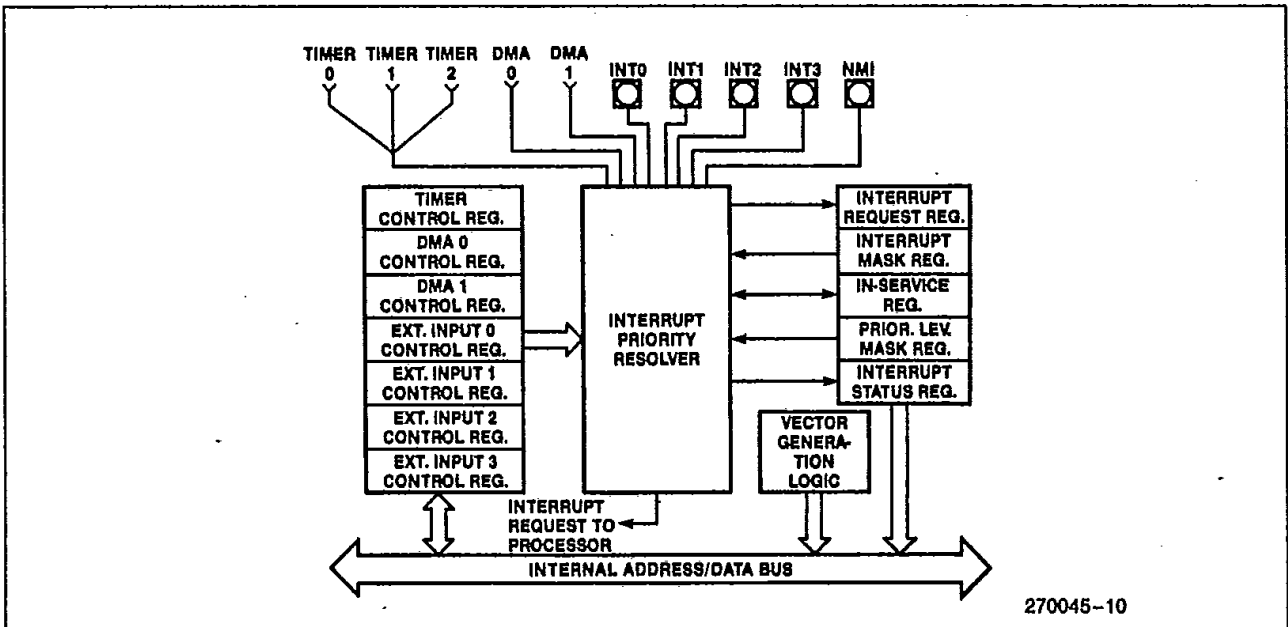 TIMER TIMER TIMER DMA DMA
0 1 2 0 1
INT0 INT1 INT2 INT3 NMI
TIMER
CONTROL REG.
DMA 0
CONTROL REG.
DMA 1
CONTROL REG.
EXT. INPUT 0
CONTROL REG.
EXT. INPUT 1
CONTROL REG.
EXT. INPUT 2
CONTROL REG.
EXT. INPUT 3
CONTROL REG.
INTERRUPT
PRIORITY
RESOLVER
INTERRUPT
REQUEST REG.
INTERRUPT
MASK REG.
IN-SERVICE
REG.
PRIOR. LEV.
MASK REG.
INTERRUPT
STATUS REG.
VECTOR
GENERA-
TION
LOGIC
INTERRUPT
REQUEST TO
PROCESSOR
INTERNAL ADDRESS/DATA BUS
270045-10